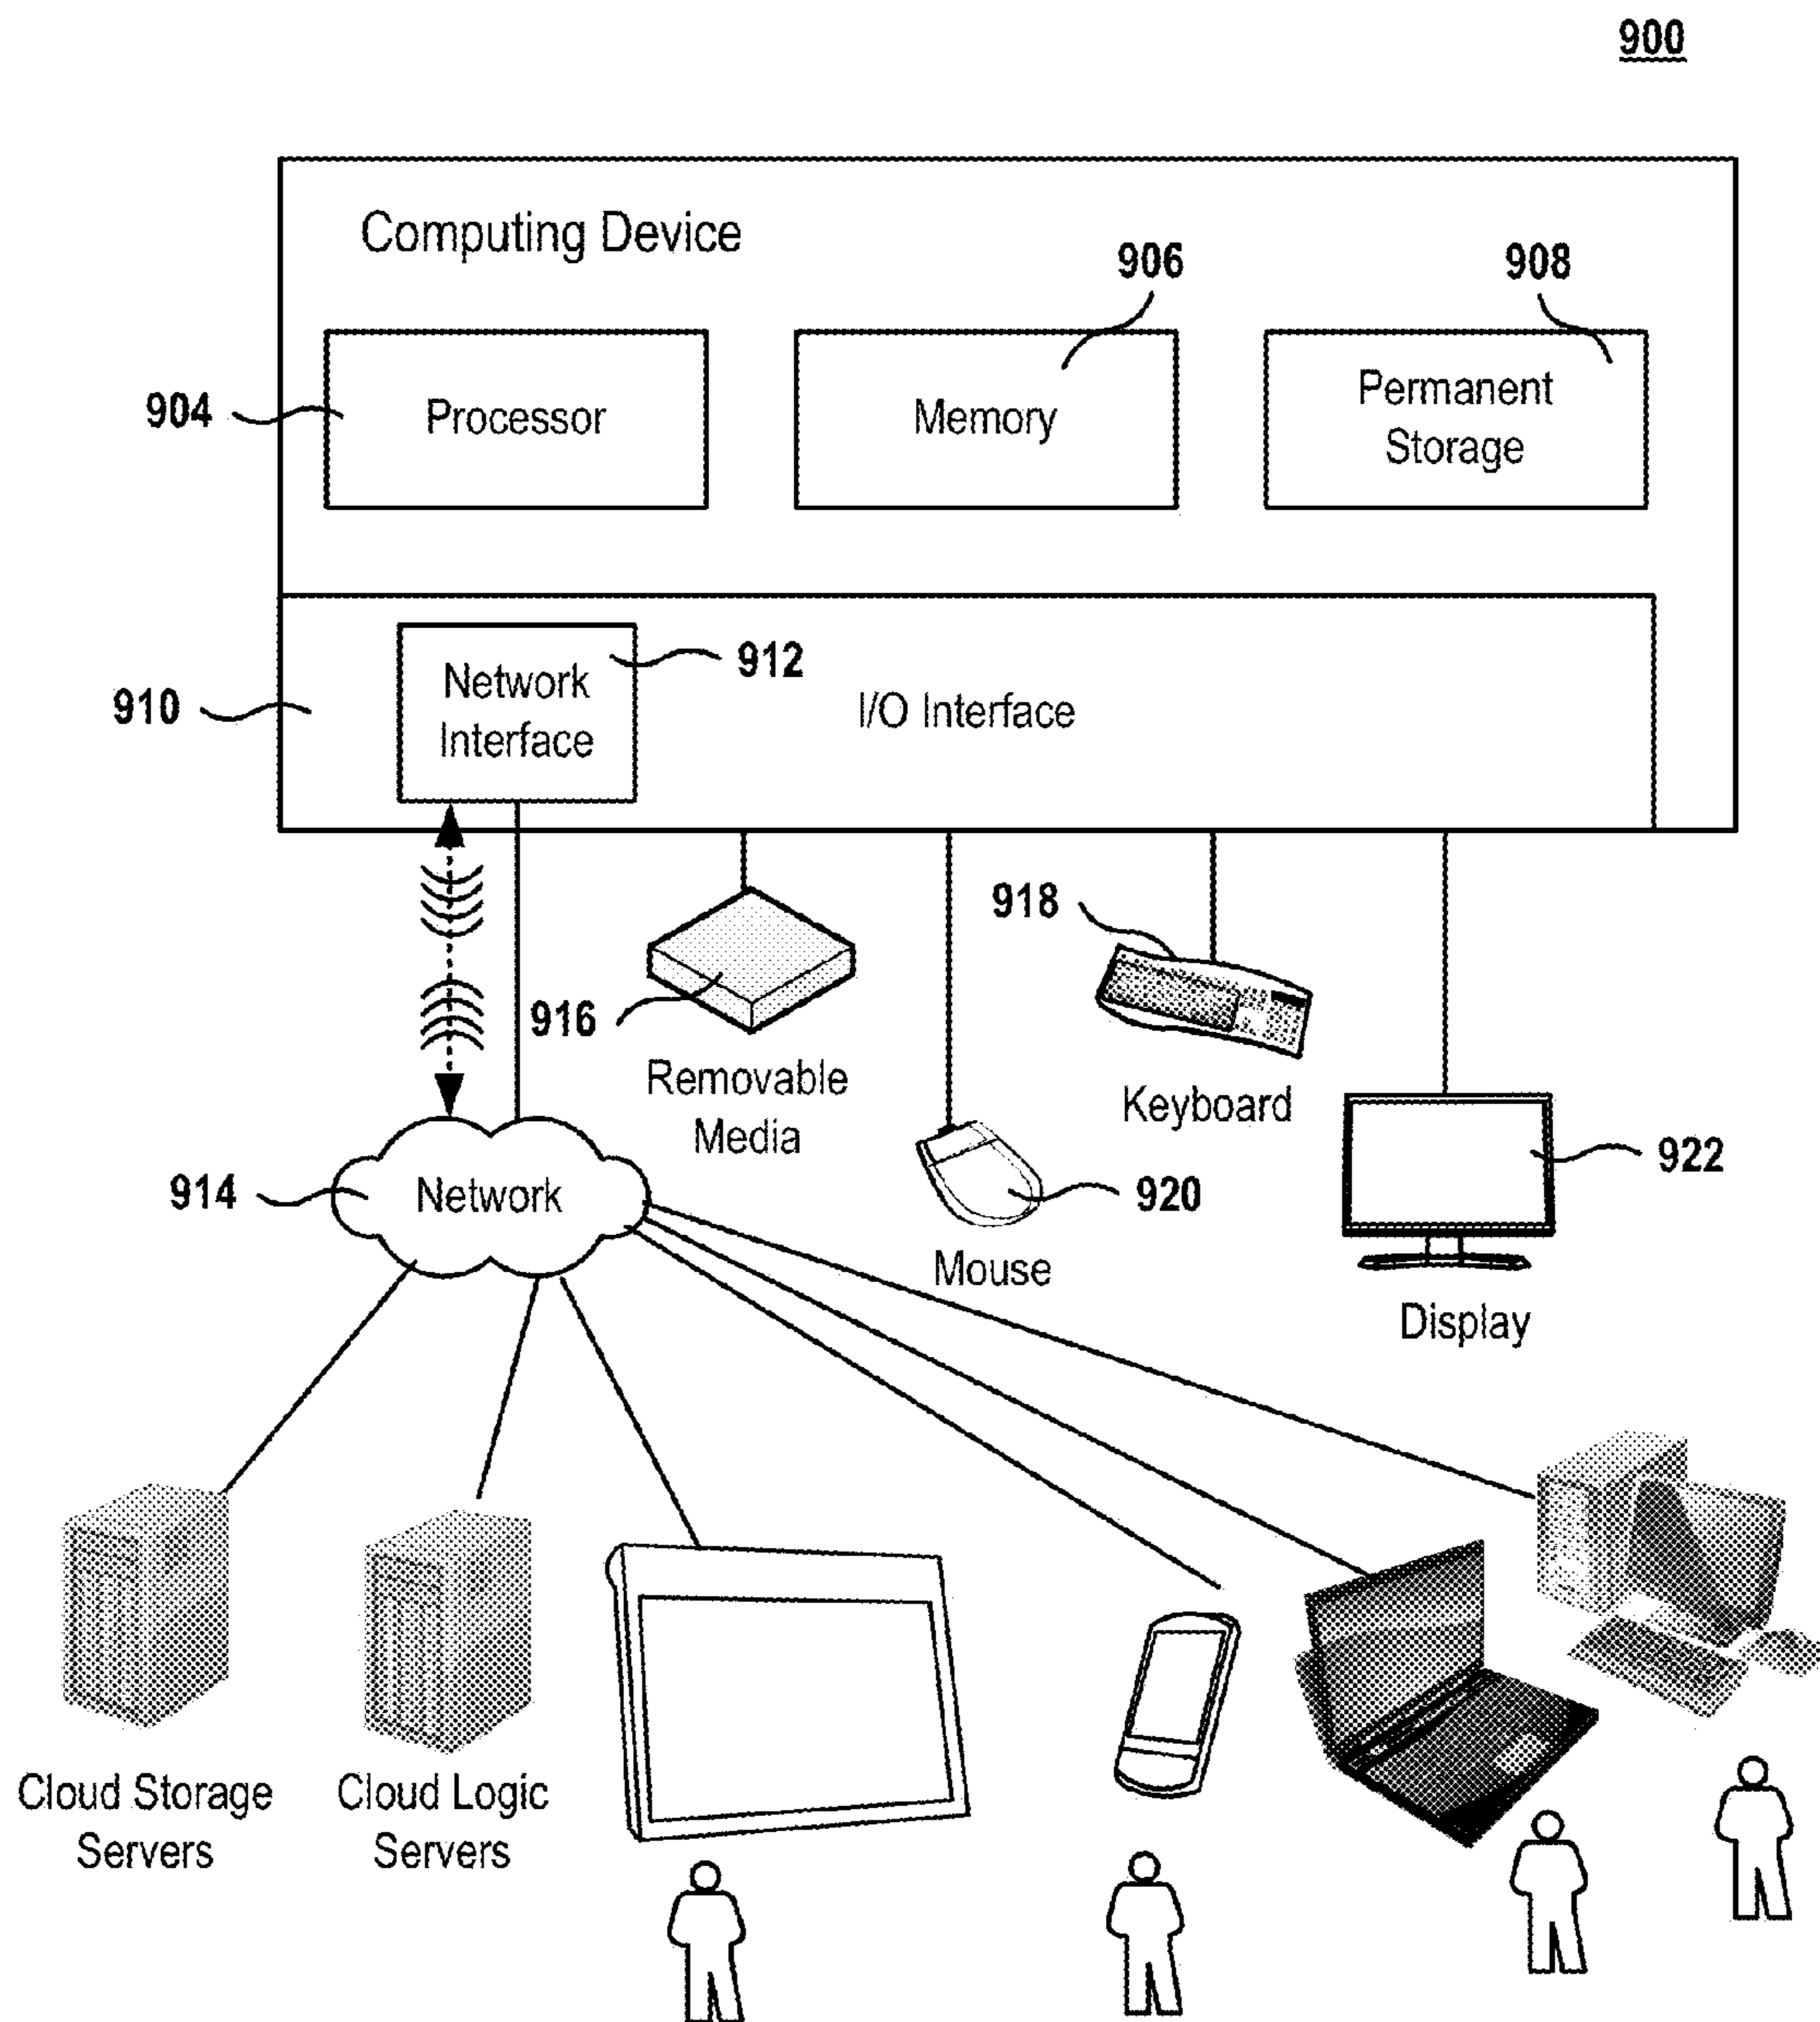 900
Computing Device
906
908
904
Processor
Memory
Permanent
Storage
912
Network
Interface
910
I/O Interface
918
916
Removable
Media
Keyboard
914
Network
920
922
Mouse
Display
Cloud Storage
Servers
Cloud Logic
Servers